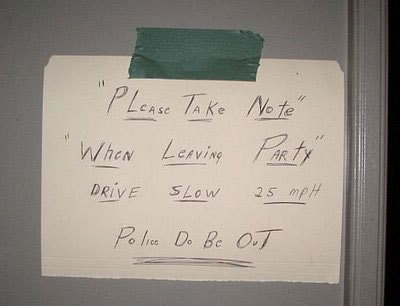 "PLease Take Note"
"When Leaving Party"
DRIVE SLOW 25 mpH
Police Do Be OuT